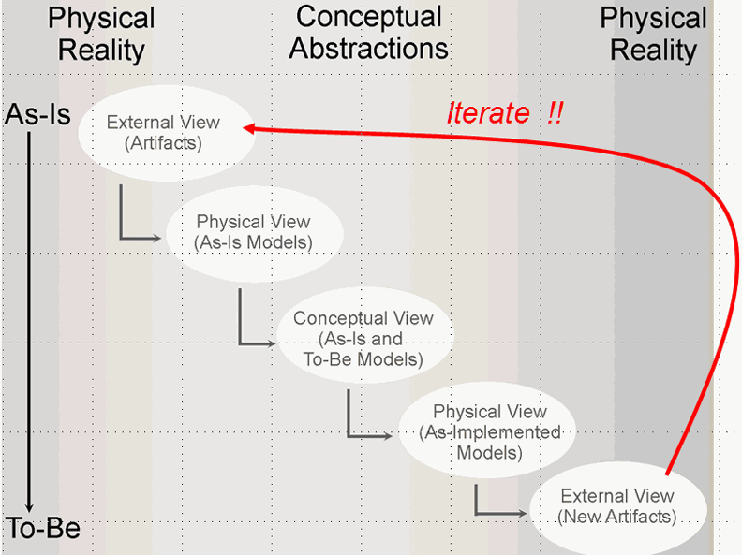 Physical
Reality
Conceptual
Abstractions
Physical
Reality
As-Is
Iterate !!
External View
(Artifacts)
Physical View
(As-Is Models)
Conceptual View
(As-Is and
To-Be Models)
Physical View
(As-Implemented
Models)
External View
(New Artifacts)
To-Be